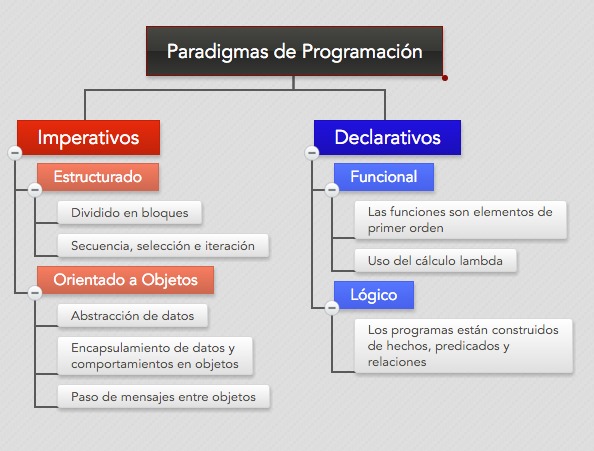 Paradigmas de Programación
Imperativos
Estructurado
Dividido en bloques
Secuencia, selección e iteración
Orientado a Objetos
Abstracción de datos
Encapsulamiento de datos y
comportamientos en objetos
Paso de mensajes entre objetos
Declarativos
Funcional
Las funciones son elementos de
primer orden
Uso del cálculo lambda
Lógico
Los programas están construidos
de hechos, predicados y
relaciones